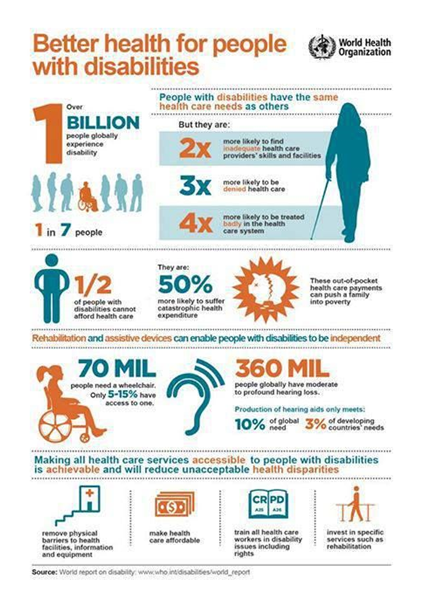 Better health for people
with disabilities
World Health
Organization
1
Over
BILLION
people globally
experience
disability
1 in 7 people
People with disabilities have the same
health care needs as others
But they are:
2x
more likely to find
inadequate health care
providers' skills and facilities
3x
more likely to be
denied health care
4x
more likely to be treated
badly in the health
care system
1/2
of people with
disabilities cannot
afford health care
They are:
50%
more likely to suffer
catastrophic health
expenditure
These out-of-pocket
health care payments
can push a family
into poverty
Rehabilitation and assistive devices can enable people with disabilities to be independent
70 MIL
people need a wheelchair.
Only 5-15% have
access to one.
360 MIL
people globally have moderate
to profound hearing loss.
Production of hearing aids only meets:
10% of global
need
3% of developing
countries' needs
Making all health care services accessible to people with disabilities
is achievable and will reduce unacceptable health disparities
remove physical
barriers to health
facilities, information
and equipment
make health
care affordable
CRPD
A25 A26
train all health care
workers in disability
issues including
rights
invest in specific
services such as
rehabilitation
Source: World report on disability: www.who.int/disabilities/world_report